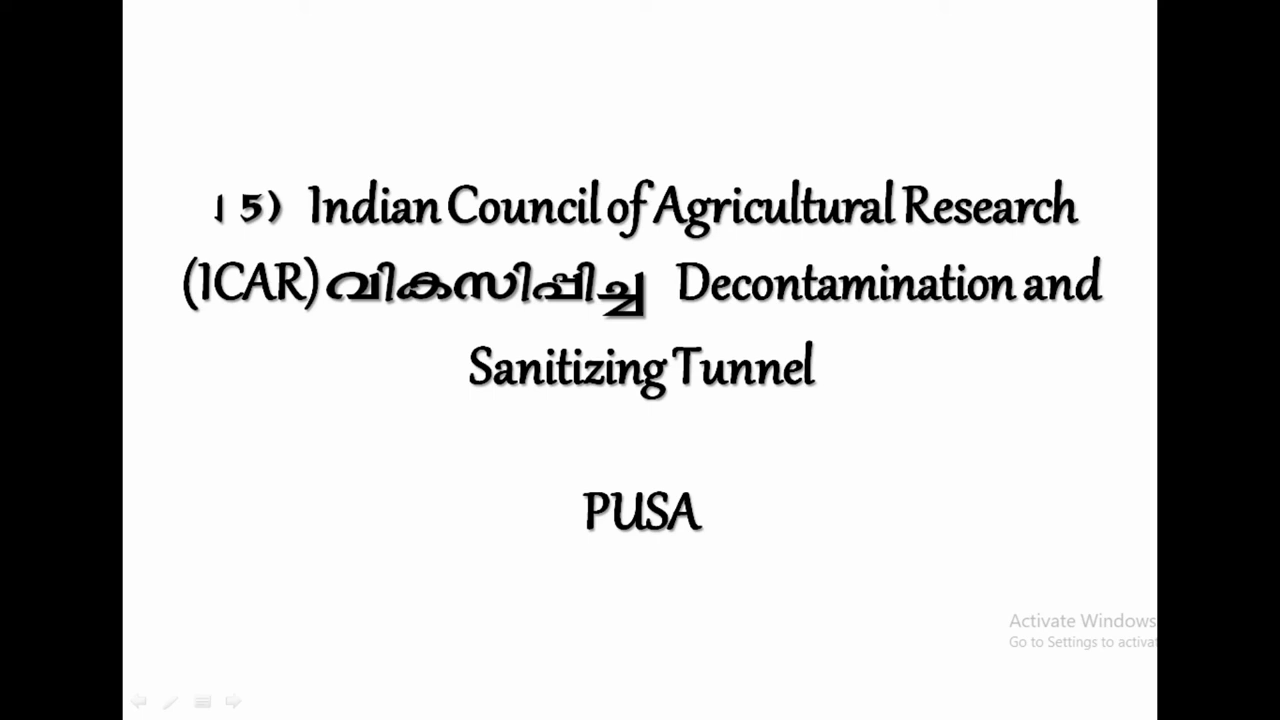 15) Indian Council of Agricultural Research
(ICAR) വികസിപ്പിച്ച Decontamination and
Sanitizing Tunnel
PUSA
Activate Windows
Go to Settings to activat